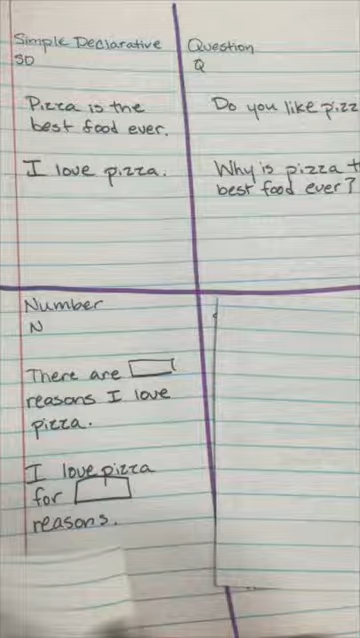 Simple Declarative
SD
Pizza is the
best food ever.
I love pizza.
Question
Q
Do you like pizz
Why is pizza t
best food ever?
Number
N
There are
reasons I love
pizza.
I love pizza
for
reasons.